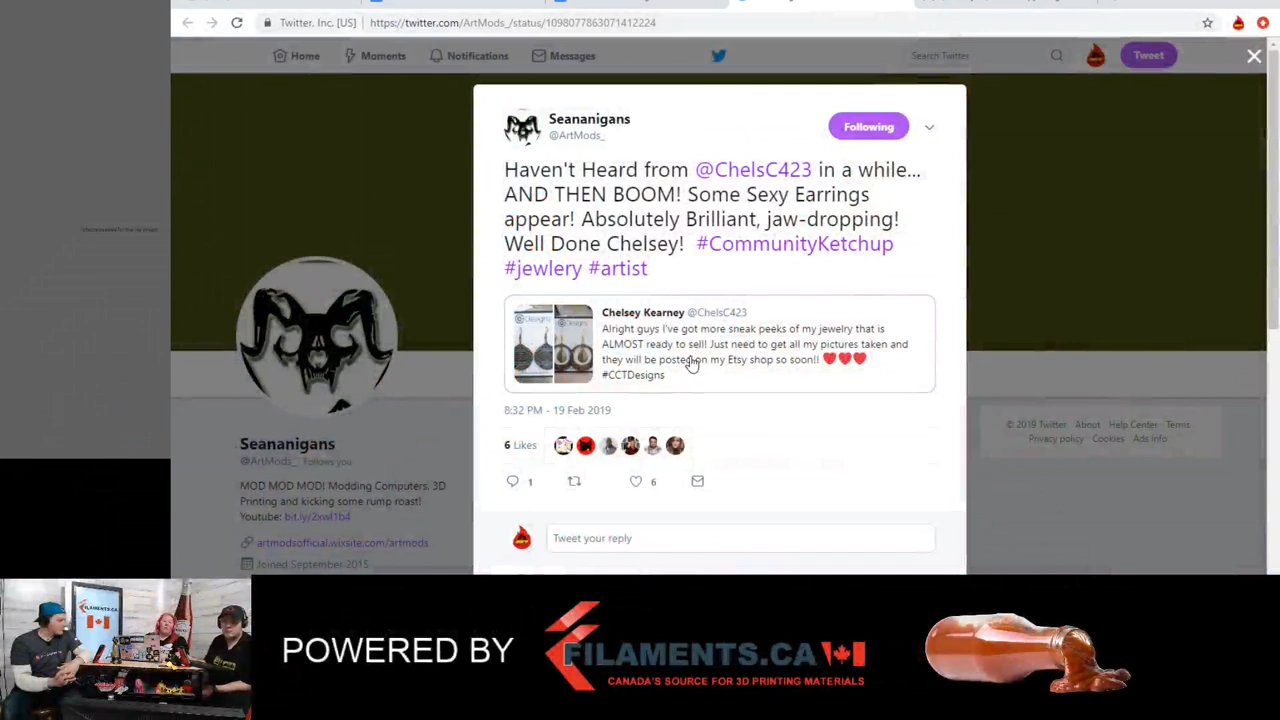 Twitter, Inc. [US] https://twitter.com/ArtMods_/status/1098077863071412224
Home Moments Notifications Messages Search Twitter Tweet
Seananigans
@ArtMods_
Following
Haven't Heard from @ChelsC423 in a while...
AND THEN BOOM! Some Sexy Earrings
appear! Absolutely Brilliant, jaw-dropping!
Well Done Chelsey! #CommunityKetchup
#jewlery #artist
Chelsey Kearney @ChelsC423
Alright guys I've got more sneak peeks of my jewelry that is
ALMOST ready to sell! Just need to get all my pictures taken and
they will be posted on my Etsy shop so soon!! ❤❤❤
#CCTDesigns
8:32 PM - 19 Feb 2019
6 Likes
1 6
Tweet your reply
Seananigans
@ArtMods_ Follows you
MOD MOD MOD! Modding Computers, 3D
Printing and kicking some rump roast!
Youtube: bit.ly/2xwl1b4
artmodsofficial.wixsite.com/artmods
Joined September 2015
© 2019 Twitter About Help Center Terms
Privacy policy Cookies Ads info
FILAMENTS.CA
POWERED BY
FILAMENTS.CA
CANADA'S SOURCE FOR 3D PRINTING MATERIALS